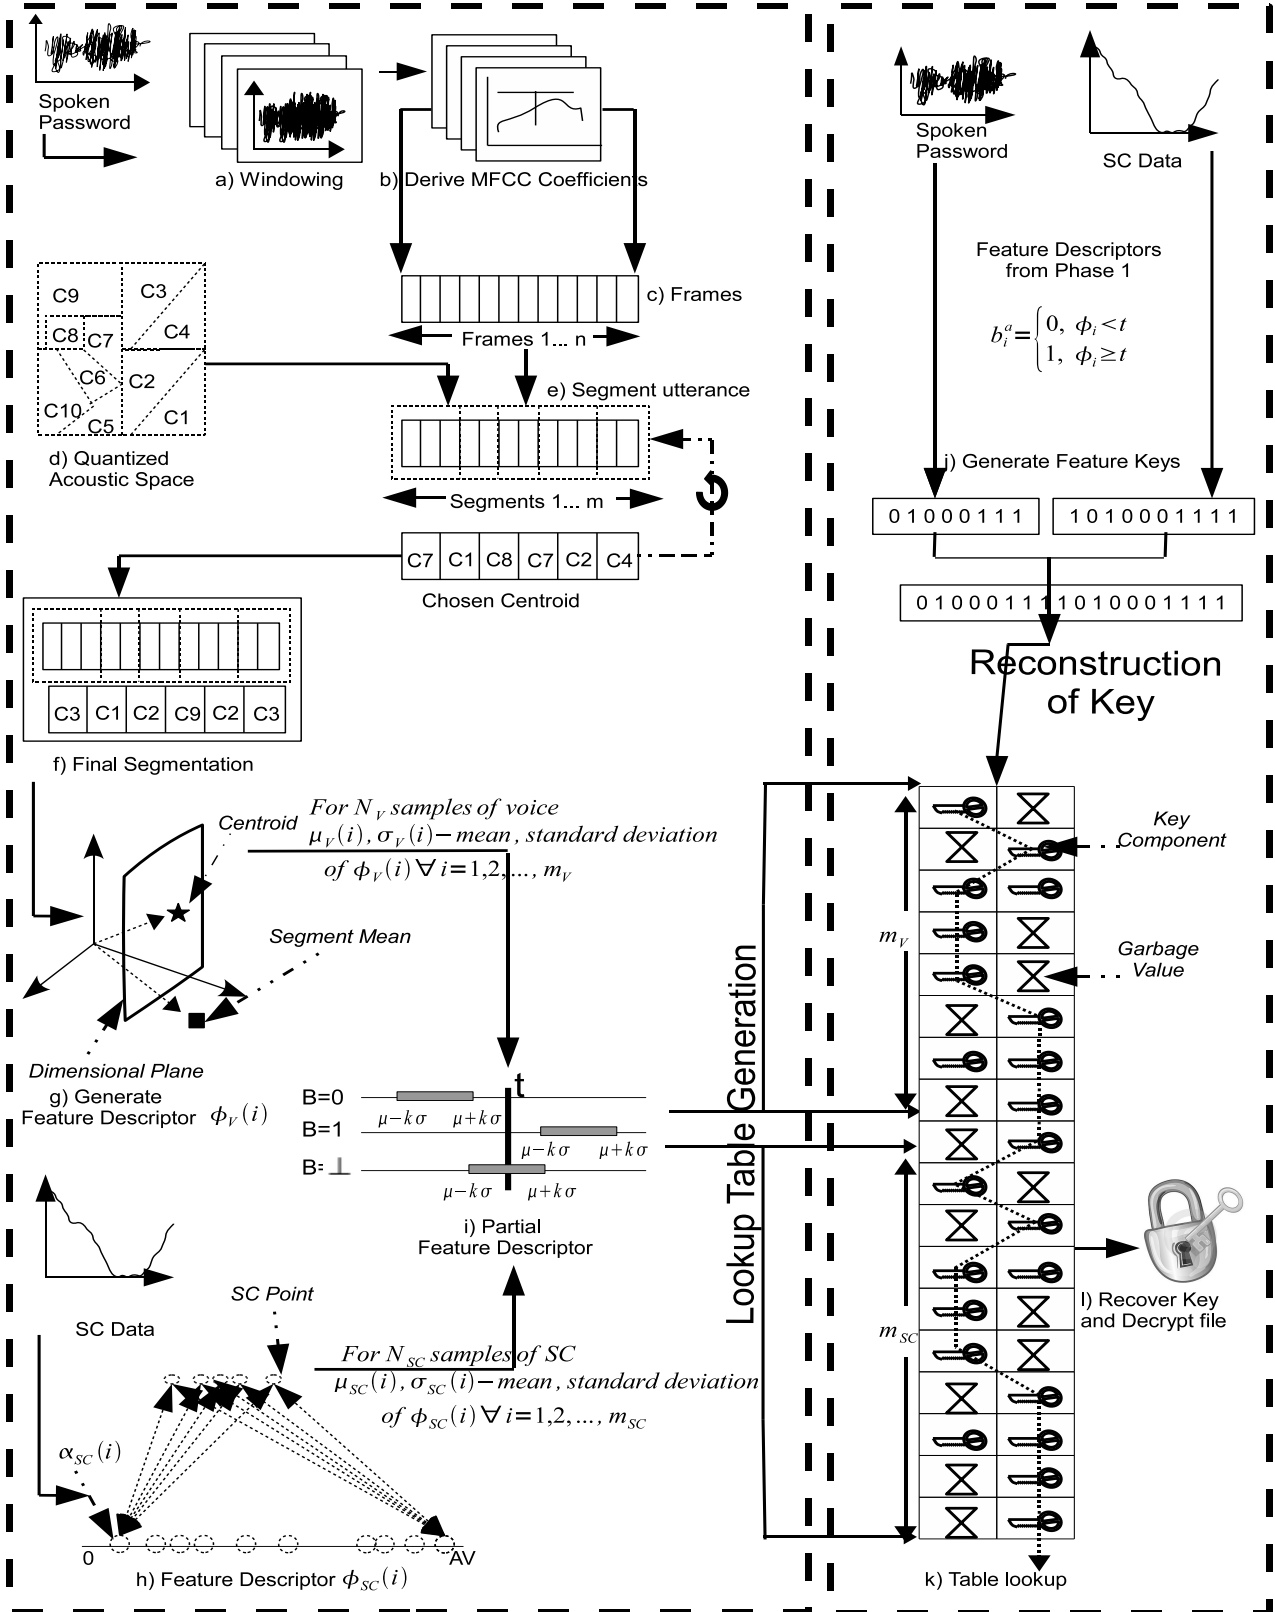 Spoken
Password
a) Windowing
b) Derive MFCC Coefficients
c) Frames
Frames 1... n
C9
C3
C8
C7
C4
C6
C2
C10
C5
C1
d) Quantized
Acoustic Space
e) Segment utterance
Segments 1... m
C7 C1 C8 C7 C2 C4
Chosen Centroid
C3 C1 C2 C9 C2 C3
f) Final Segmentation
Centroid
For N_V samples of voice
μ_V(i), σ_V(i)−mean, standard deviation
of ϕ_V(i) ∀ i=1,2,..., m_V
Segment Mean
Dimensional Plane
g) Generate
Feature Descriptor ϕ_V(i)
t
B=0
μ−kσ μ+kσ
B=1
μ−kσ μ+kσ
B=⊥
μ−kσ μ+kσ
i) Partial
Feature Descriptor
SC Data
SC Point
For N_SC samples of SC
μ_SC(i), σ_SC(i)−mean, standard deviation
of ϕ_SC(i) ∀ i=1,2,..., m_SC
α_SC(i)
0
AV
h) Feature Descriptor ϕ_SC(i)
Lookup Table Generation
Spoken
Password
SC Data
Feature Descriptors
from Phase 1
b_i^a={0, ϕ_i<t
1, ϕ_i≥t
j) Generate Feature Keys
0 1 0 0 0 1 1 1
1 0 1 0 0 0 1 1 1 1
0 1 0 0 0 1 1 1 1 0 1 0 0 0 1 1 1 1
Reconstruction
of Key
Key
Component
m_V
Garbage
Value
m_SC
l) Recover Key
and Decrypt file
k) Table lookup